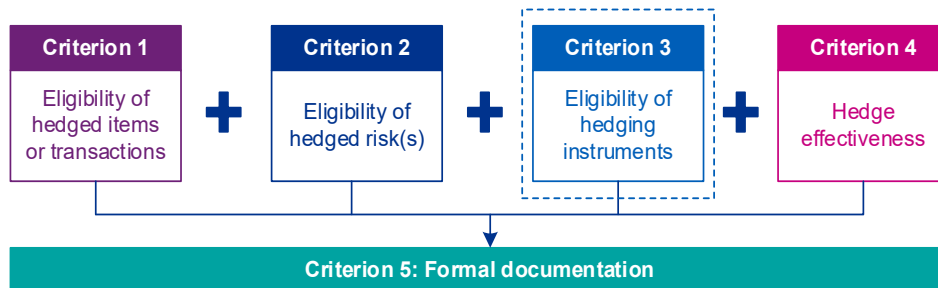 Criterion 1
Eligibility of
hedged items
or transactions
Criterion 2
Eligibility of
hedged risk(s)
Criterion 3
Eligibility of
hedging
instruments
Criterion 4
Hedge
effectiveness
Criterion 5: Formal documentation